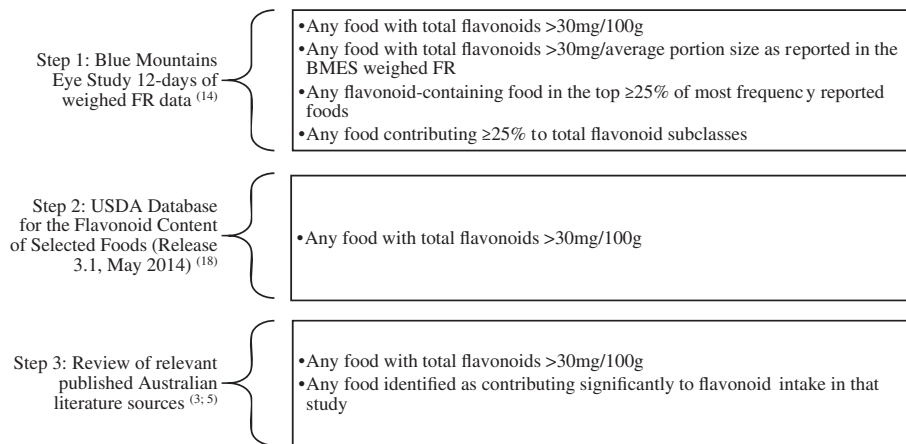 Step 1: Blue Mountains
Eye Study 12-days of
weighed FR data (14)
•Any food with total flavonoids >30mg/100g
•Any food with total flavonoids >30mg/average portion size as reported in the
BMES weighed FR
•Any flavonoid-containing food in the top ≥25% of most frequency reported
foods
•Any food contributing ≥25% to total flavonoid subclasses
Step 2: USDA Database
for the Flavonoid Content
of Selected Foods (Release
3.1, May 2014) (18)
•Any food with total flavonoids >30mg/100g
Step 3: Review of relevant
published Australian
literature sources (3; 5)
•Any food with total flavonoids >30mg/100g
•Any food identified as contributing significantly to flavonoid intake in that
study